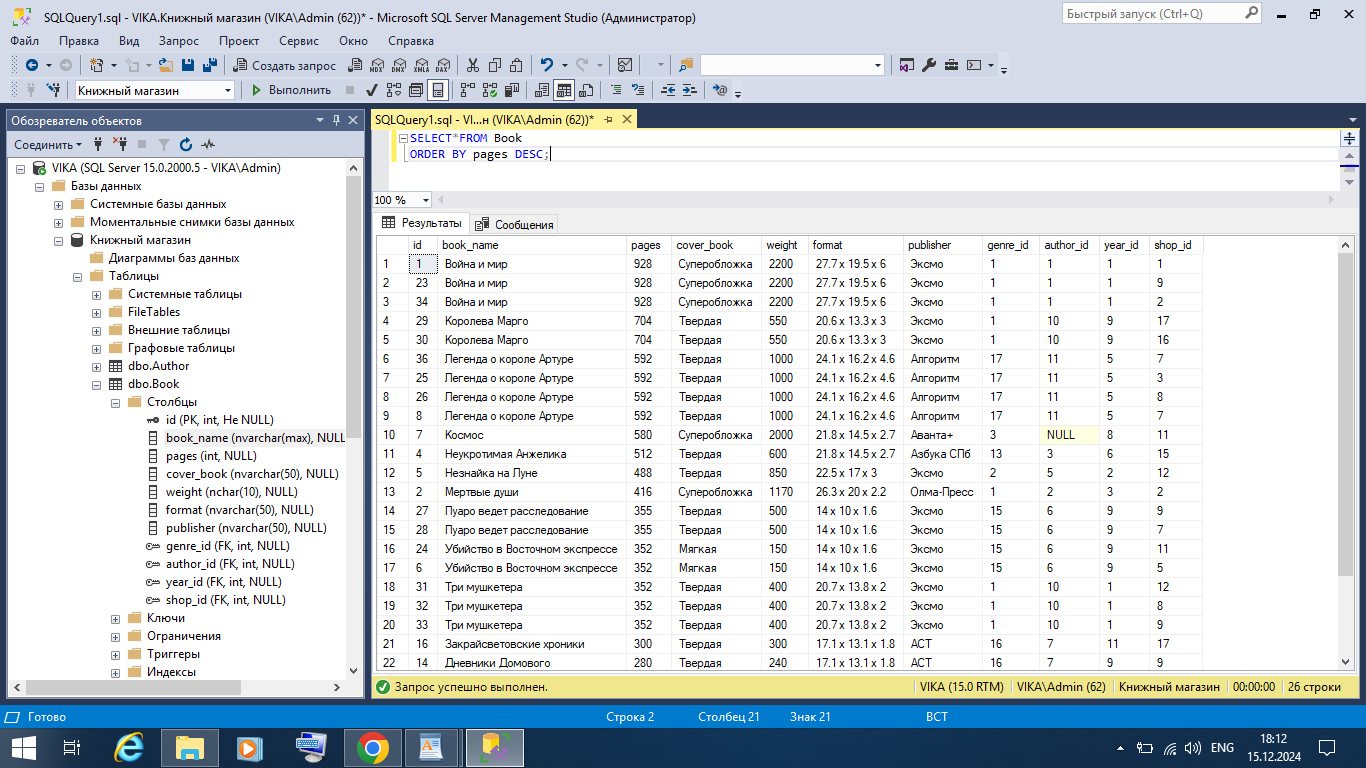 SQLQuery1.sql - VIKA.Книжный магазин (VIKA\Admin (62))* - Microsoft SQL Server Management Studio (Администратор)
Быстрый запуск (Ctrl+Q)
Файл Правка Вид Запрос Проект Сервис Окно Справка
Создать запрос MDX DMX XMLA DAX
Книжный магазин Выполнить
Обозреватель объектов
Соединить
VIKA (SQL Server 15.0.2000.5 - VIKA\Admin)
Базы данных
Системные базы данных
Моментальные снимки базы данных
Книжный магазин
Диаграммы баз данных
Таблицы
Системные таблицы
FileTables
Внешние таблицы
Графовые таблицы
dbo.Author
dbo.Book
Столбцы
id (PK, int, Не NULL)
book_name (nvarchar(max), NULL
pages (int, NULL)
cover_book (nvarchar(50), NULL)
weight (nchar(10), NULL)
format (nvarchar(50), NULL)
publisher (nvarchar(50), NULL)
genre_id (FK, int, NULL)
author_id (FK, int, NULL)
year_id (FK, int, NULL)
shop_id (FK, int, NULL)
Ключи
Ограничения
Триггеры
Индексы
SQLQuery1.sql - VI...н (VIKA\Admin (62))*
SELECT*FROM Book
ORDER BY pages DESC;
100 %
Результаты Сообщения
id book_name pages cover_book weight format publisher genre_id author_id year_id shop_id
1 1 Война и мир 928 Суперобложка 2200 27.7 x 19.5 x 6 Эксмо 1 1 1 1
2 23 Война и мир 928 Суперобложка 2200 27.7 x 19.5 x 6 Эксмо 1 1 1 9
3 34 Война и мир 928 Суперобложка 2200 27.7 x 19.5 x 6 Эксмо 1 1 1 2
4 29 Королева Марго 704 Твердая 550 20.6 x 13.3 x 3 Эксмо 1 10 9 17
5 30 Королева Марго 704 Твердая 550 20.6 x 13.3 x 3 Эксмо 1 10 9 16
6 36 Легенда о короле Артуре 592 Твердая 1000 24.1 x 16.2 x 4.6 Алгоритм 17 11 5 7
7 25 Легенда о короле Артуре 592 Твердая 1000 24.1 x 16.2 x 4.6 Алгоритм 17 11 5 3
8 26 Легенда о короле Артуре 592 Твердая 1000 24.1 x 16.2 x 4.6 Алгоритм 17 11 5 8
9 8 Легенда о короле Артуре 592 Твердая 1000 24.1 x 16.2 x 4.6 Алгоритм 17 11 5 7
10 7 Космос 580 Суперобложка 2000 21.8 x 14.5 x 2.7 Аванта+ 3 NULL 8 11
11 4 Неукротимая Анжелика 512 Твердая 600 21.8 x 14.5 x 2.7 Азбука СПб 13 3 6 15
12 5 Незнайка на Луне 488 Твердая 850 22.5 x 17 x 3 Эксмо 2 5 2 12
13 2 Мертвые души 416 Суперобложка 1170 26.3 x 20 x 2.2 Олма-Пресс 1 2 3 2
14 27 Пуаро ведет расследование 355 Твердая 500 14 x 10 x 1.6 Эксмо 15 6 9 9
15 28 Пуаро ведет расследование 355 Твердая 500 14 x 10 x 1.6 Эксмо 15 6 9 7
16 24 Убийство в Восточном экспрессе 352 Мягкая 150 14 x 10 x 1.6 Эксмо 15 6 9 11
17 6 Убийство в Восточном экспрессе 352 Мягкая 150 14 x 10 x 1.6 Эксмо 15 6 9 5
18 31 Три мушкетера 352 Твердая 400 20.7 x 13.8 x 2 Эксмо 1 10 1 12
19 32 Три мушкетера 352 Твердая 400 20.7 x 13.8 x 2 Эксмо 1 10 1 8
20 33 Три мушкетера 352 Твердая 400 20.7 x 13.8 x 2 Эксмо 1 10 1 9
21 16 Закрайсветовские хроники 300 Твердая 300 17.1 x 13.1 x 1.8 АСТ 16 7 11 17
22 14 Дневники Домового 280 Твердая 240 17.1 x 13.1 x 1.8 АСТ 16 7 9 9
Запрос успешно выполнен. VIKA (15.0 RTM) VIKA\Admin (62) Книжный магазин 00:00:00 26 строки
Готово Строка 2 Столбец 21 Знак 21 ВСТ
ENG 18:12
15.12.2024